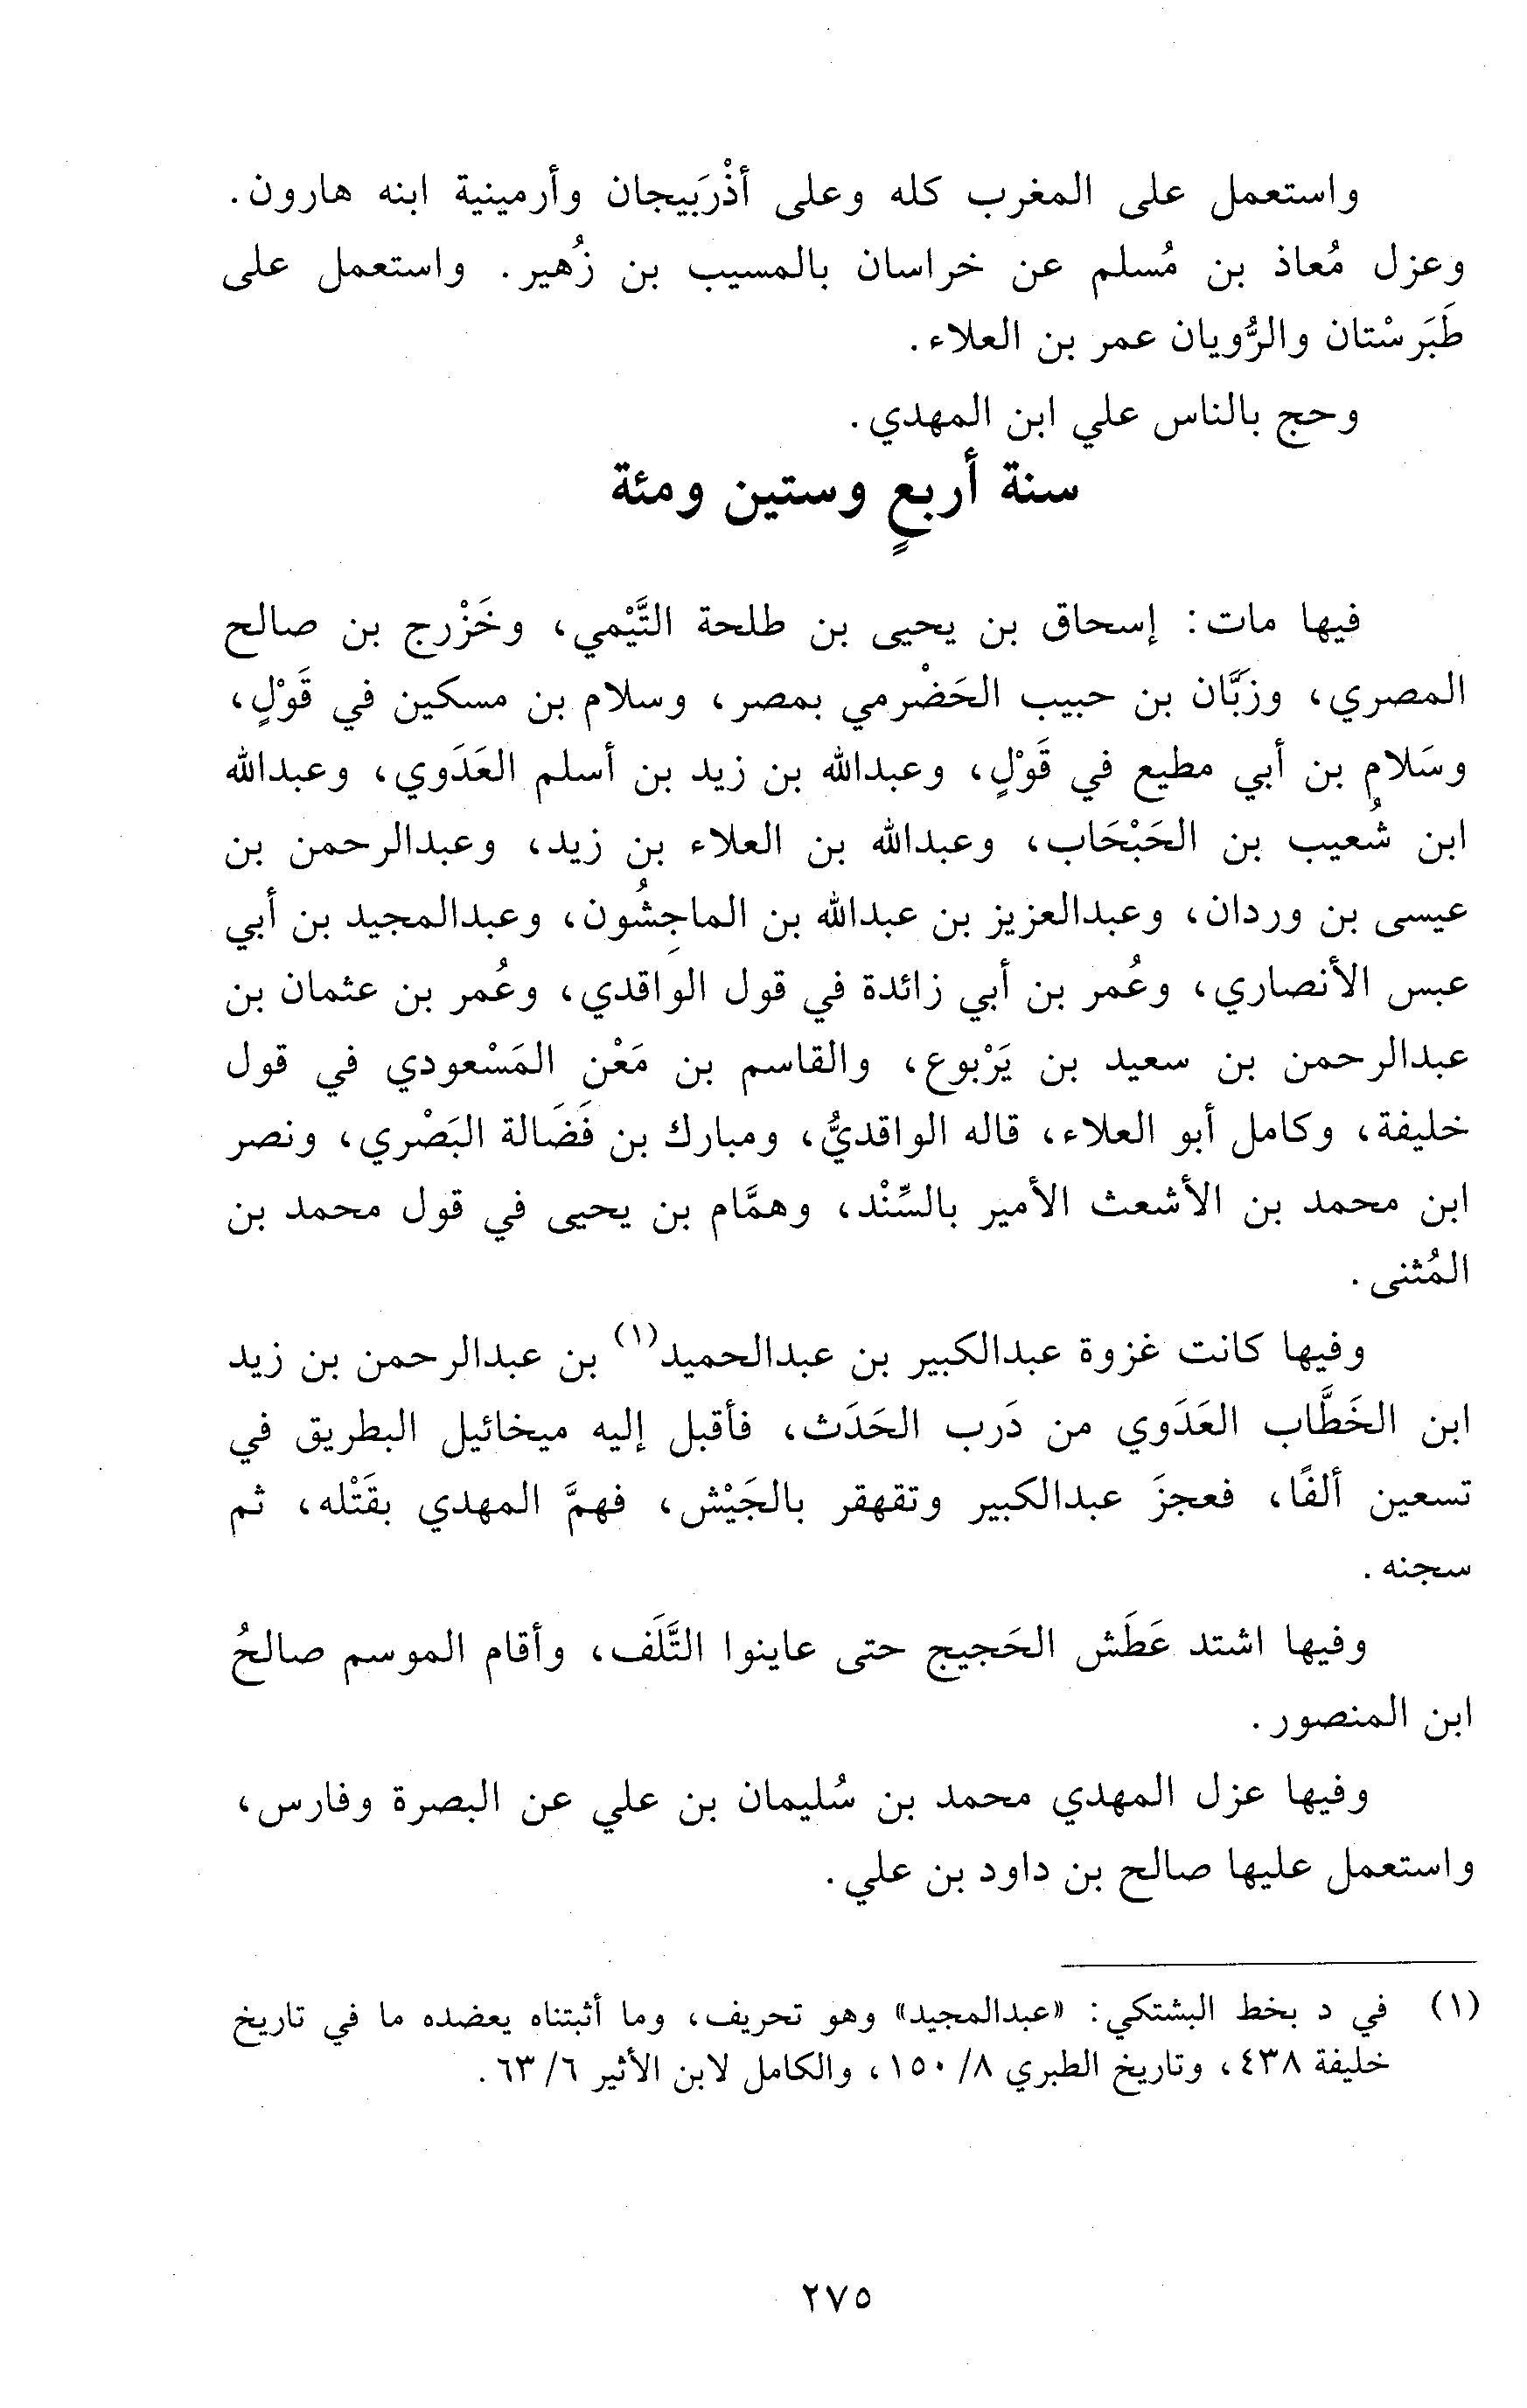 واستعمل على المغرب كله وعلى أذْرَبيجان وأرمينية ابنه هارون.
وعزل مُعاذ بن مُسلم عن خراسان بالمسيب بن زُهير. واستعمل على
طَبَرسْتان والرُّويان عمر بن العلاء.
وحج بالناس علي ابن المهدي.
سنة أربعٍ وستين ومئة
فيها مات: إسحاق بن يحيى بن طلحة التَّيْمي، وخَزْرج بن صالح
المصري، وزَبَّان بن حبيب الحَضْرمي بمصر، وسلام بن مسكين في قَوْلٍ،
وسَلام بن أبي مطيع في قَوْلٍ، وعبدالله بن زيد بن أسلم العَدَوي، وعبدالله
ابن شُعيب بن الحَبْحَاب، وعبدالله بن العلاء بن زيد، وعبدالرحمن بن
عيسى بن وردان، وعبدالعزيز بن عبدالله بن الماجِشُون، وعبدالمجيد بن أبي
عبس الأنصاري، وعُمر بن أبي زائدة في قول الواقدي، وعُمر بن عثمان بن
عبدالرحمن بن سعيد بن يَرْبوع، والقاسم بن مَعْن المَسْعودي في قول
خليفة، وكامل أبو العلاء، قاله الواقديُّ، ومبارك بن فَضَالة البَصْري، ونصر
ابن محمد بن الأشعث الأمير بالسِّنْد، وهمَّام بن يحيى في قول محمد بن
المُثنى.
وفيها كانت غزوة عبدالكبير بن عبدالحميد(١) بن عبدالرحمن بن زيد
ابن الخَطَّاب العَدَوي من دَرب الحَدَث، فأقبل إليه ميخائيل البطريق في
تسعين ألفًا، فعجزَ عبدالكبير وتقهقر بالجَيْش، فهمَّ المهدي بقَتْله، ثم
سجنه.
وفيها اشتد عَطَش الحَجيج حتى عاينوا التَّلَف، وأقام الموسم صالحُ
ابن المنصور.
وفيها عزل المهدي محمد بن سُليمان بن علي عن البصرة وفارس،
واستعمل عليها صالح بن داود بن علي.
(١) في د بخط البشتكي: «عبدالمجيد» وهو تحريف، وما أثبتناه يعضده ما في تاريخ
خليفة ٤٣٨، وتاريخ الطبري ٨/ ١٥٠، والكامل لابن الأثير ٦/ ٦٣.
٢٧٥